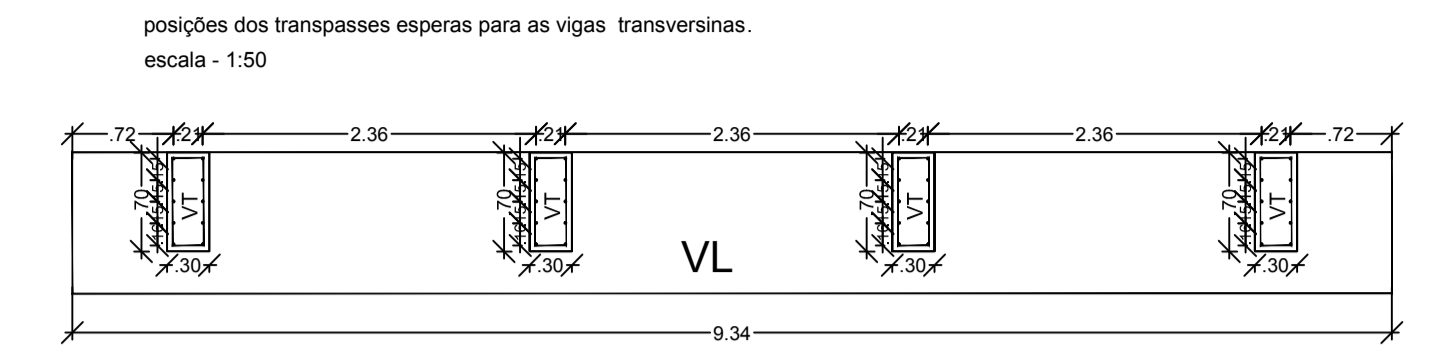 posições dos transpasses esperas para as vigas transversinas.
escala - 1:50
.72 .21 2.36 .21 2.36 .21 2.36 .21 .72
.70 VT .70 VT .70 VT .70 VT
VL
.30 .30 .30 .30
9.34